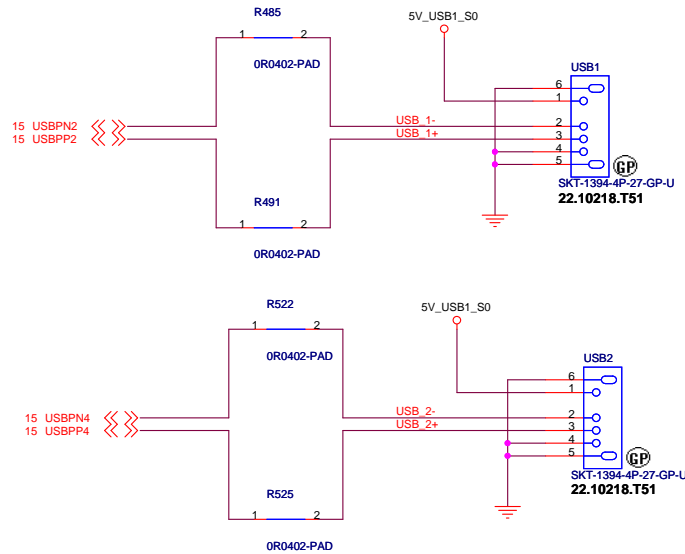 R485
1 2
0R0402-PAD
5V_USB1_S0
USB1
6
1
15 USBPN2
15 USBPP2
USB_1-
USB_1+
2
3
4
5
GP
SKT-1394-4P-27-GP-U
22.10218.T51
R491
1 2
0R0402-PAD
R522
1 2
0R0402-PAD
5V_USB1_S0
USB2
6
1
15 USBPN4
15 USBPP4
USB_2-
USB_2+
2
3
4
5
GP
SKT-1394-4P-27-GP-U
22.10218.T51
R525
1 2
0R0402-PAD